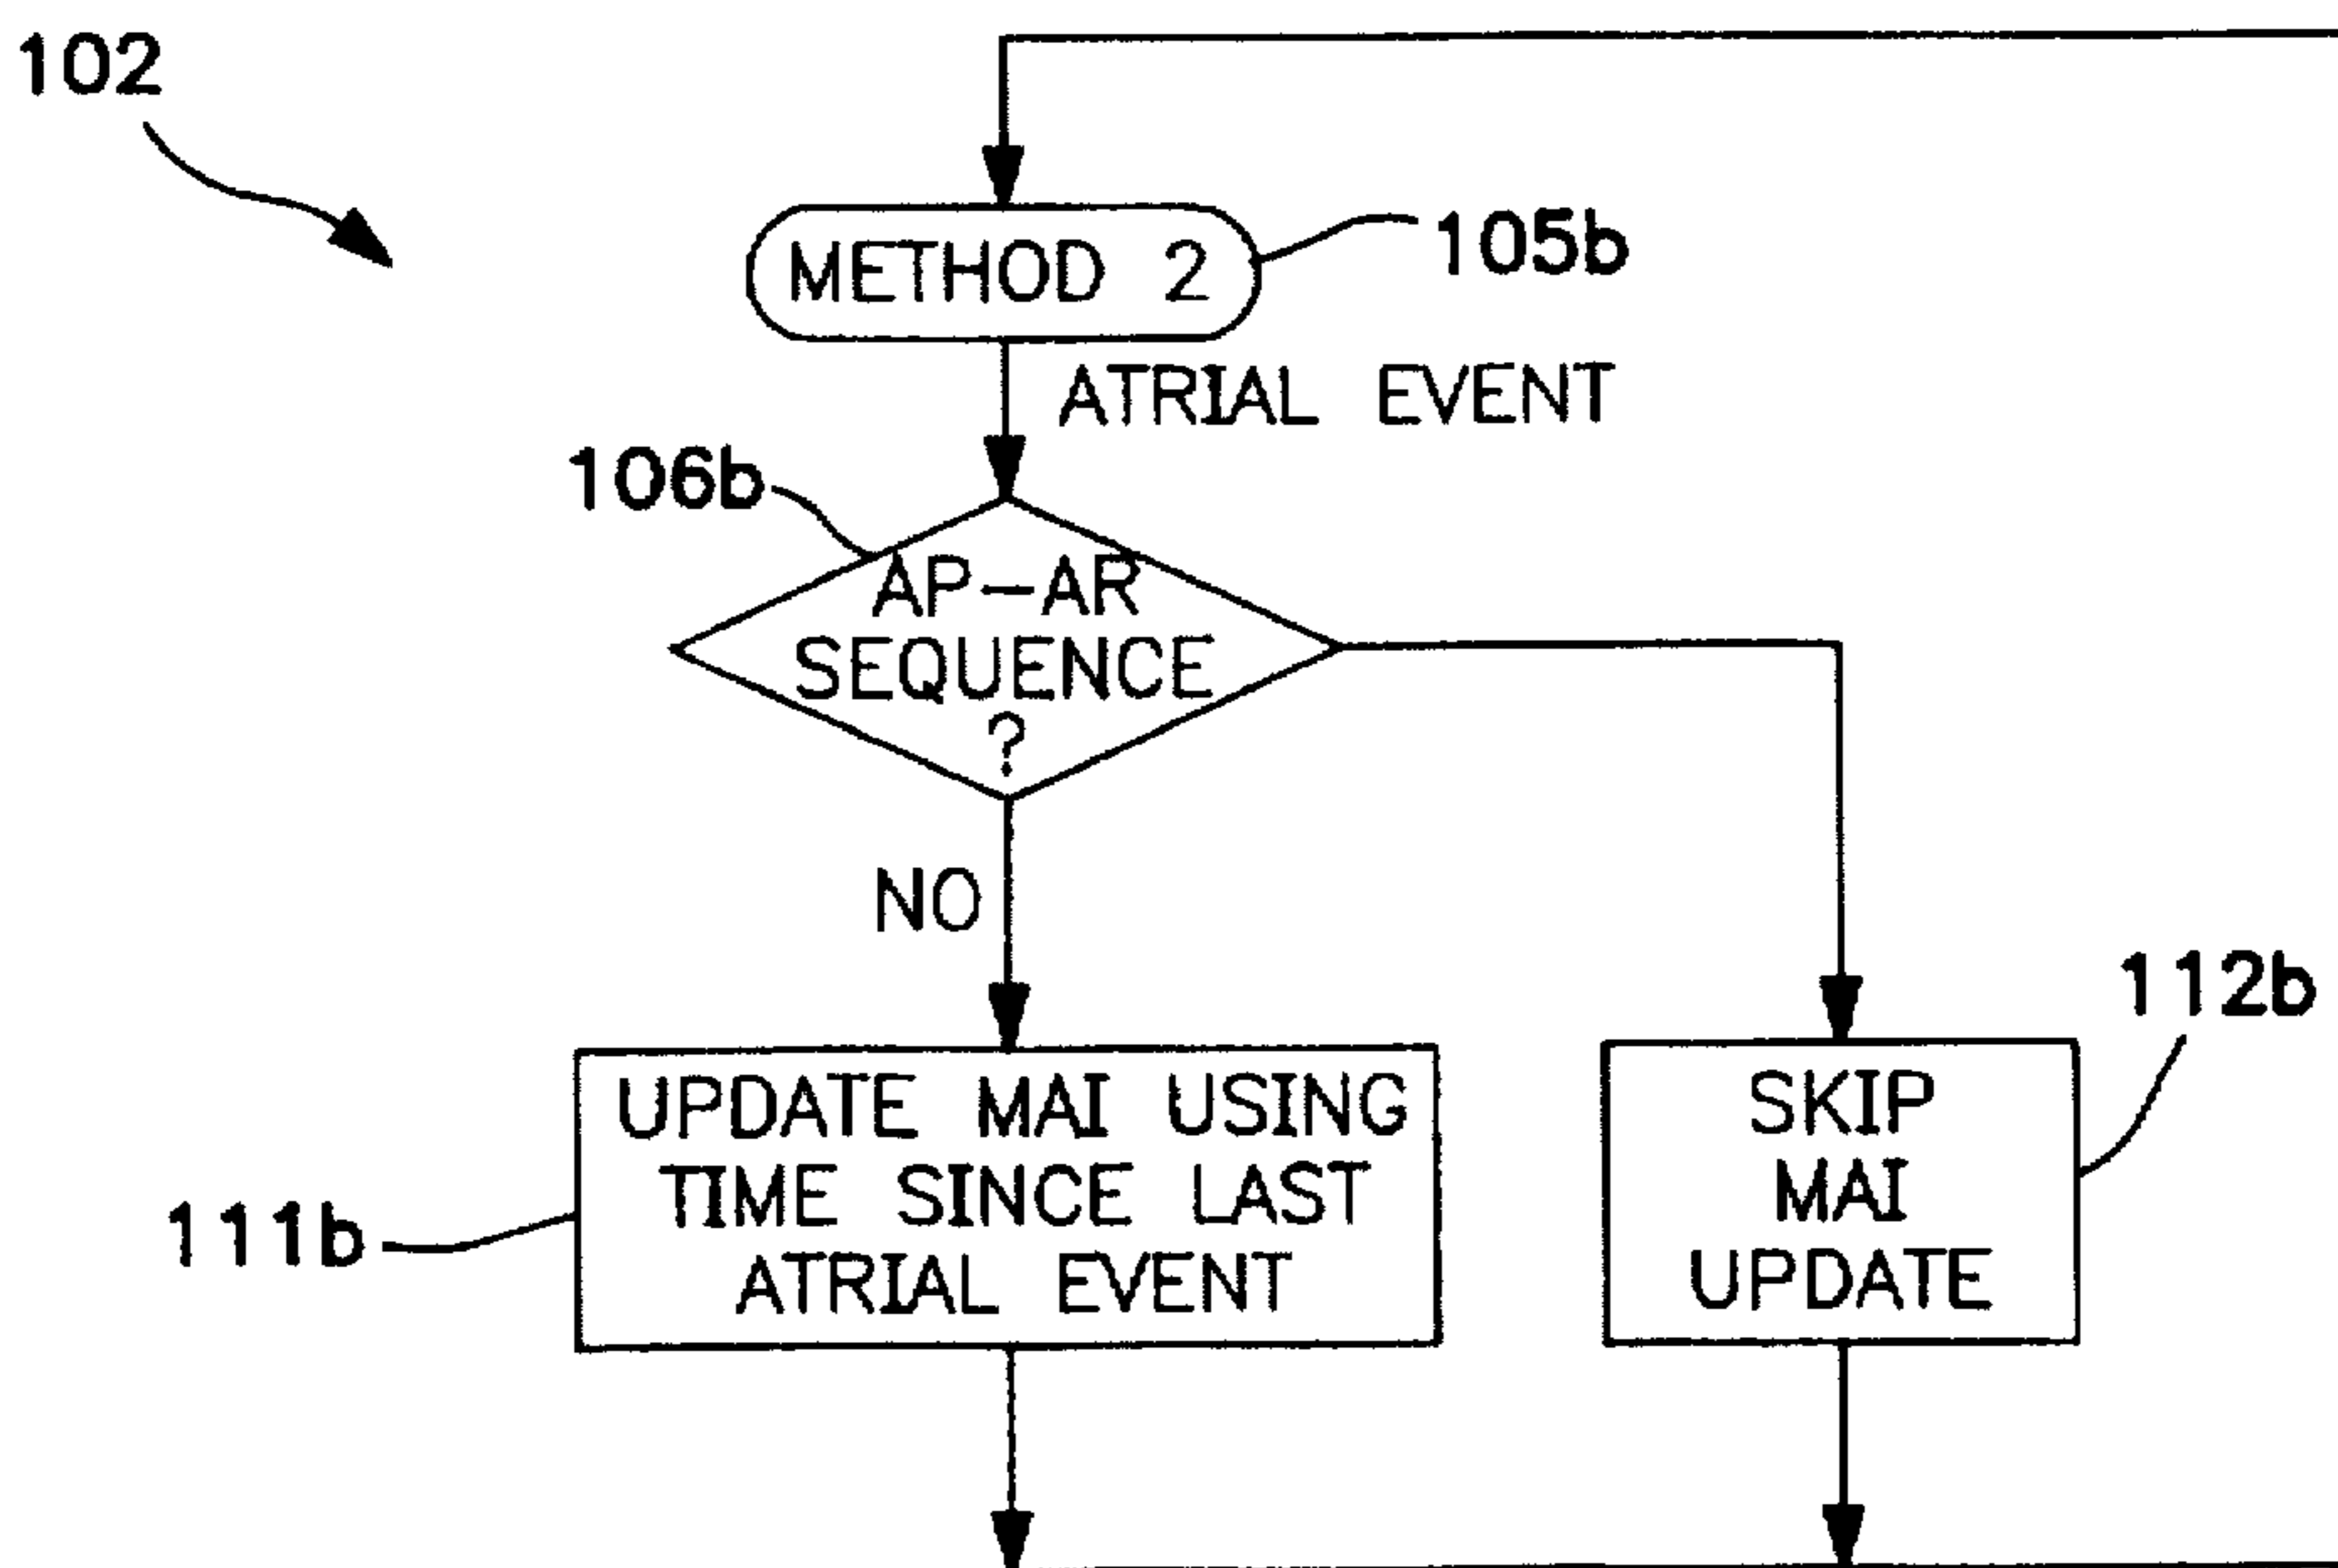 102
METHOD 2
105b
ATRIAL EVENT
106b
AP-AR
SEQUENCE
?
NO
112b
UPDATE MAI USING
TIME SINCE LAST
ATRIAL EVENT
111b
SKIP
MAI
UPDATE